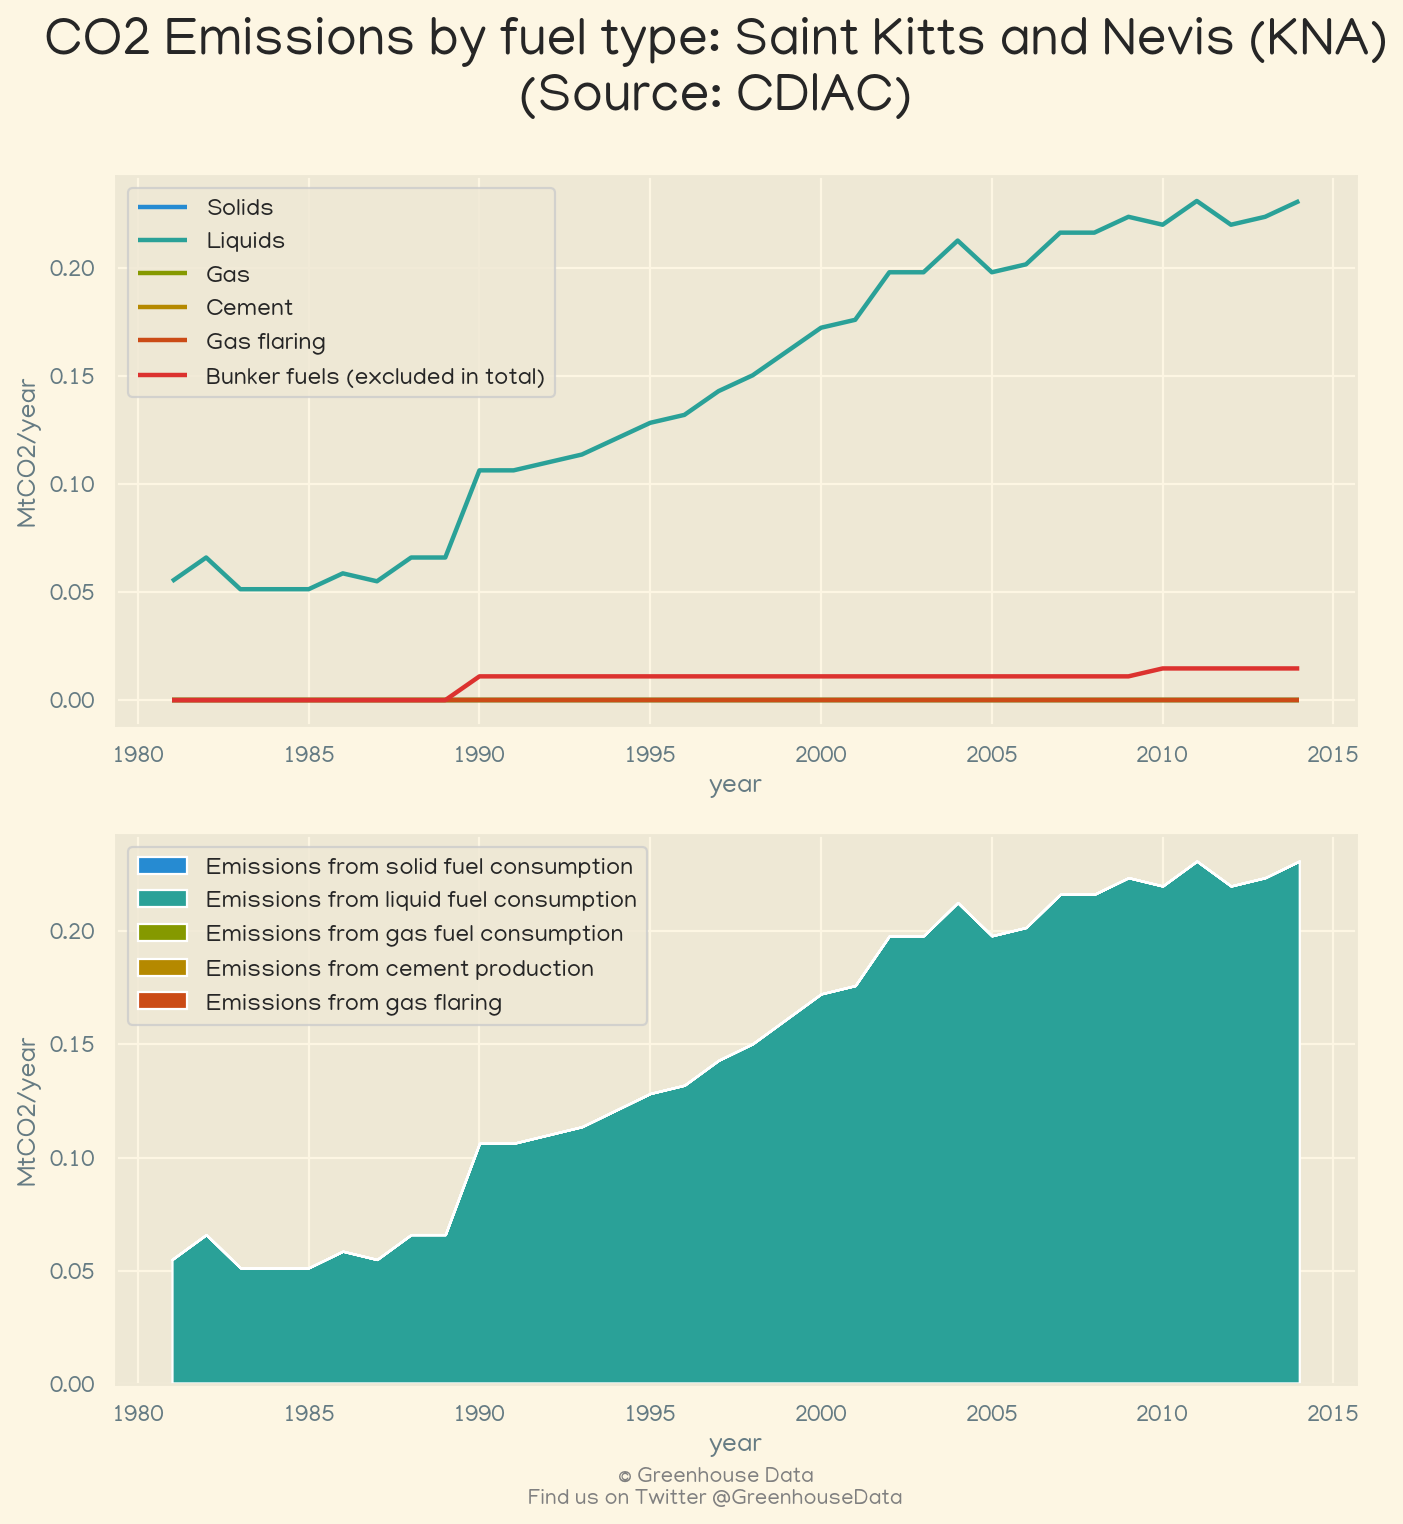 CO2 Emissions by fuel type: Saint Kitts and Nevis (KNA)
(Source: CDIAC)
Solids
Liquids
Gas
Cement
Gas flaring
Bunker fuels (excluded in total)
0.20
0.15
0.10
0.05
0.00
MtCO2/year
1980 1985 1990 1995 2000 2005 2010 2015
year
Emissions from solid fuel consumption
Emissions from liquid fuel consumption
Emissions from gas fuel consumption
Emissions from cement production
Emissions from gas flaring
0.20
0.15
0.10
0.05
0.00
MtCO2/year
1980 1985 1990 1995 2000 2005 2010 2015
year
© Greenhouse Data
Find us on Twitter @GreenhouseData